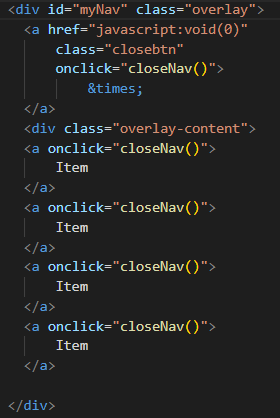 <div id="myNav" class="overlay">
<a href="javascript:void(0)"
class="closebtn"
onclick="closeNav()">
&times;
</a>
<div class="overlay-content">
<a onclick="closeNav()">
Item
</a>
<a onclick="closeNav()">
Item
</a>
<a onclick="closeNav()">
Item
</a>
<a onclick="closeNav()">
Item
</a>
</div>